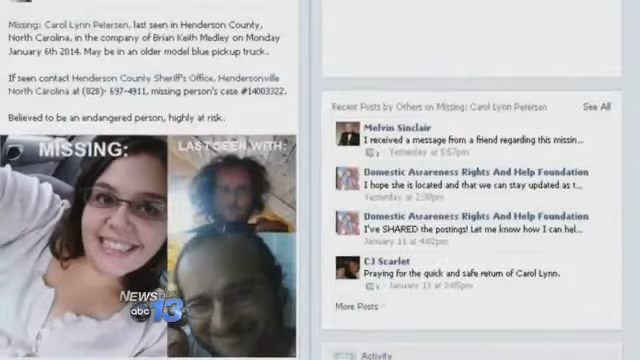 Missing: Carol Lynn Petersen, last seen in Henderson County,
North Carolina, in the company of Brian Keith Medley on Monday
January 6th 2014. May be in an older model blue pickup truck.
If seen contact Henderson County Sheriff's Office, Hendersonville
North Carolina at (828)- 697-4911, missing person's case #14003322.
Believed to be an endangered person, highly at risk.
MISSING:
LAST SEEN WITH:
NEWS
abc 13
Recent Posts by Others on Missing: Carol Lynn Petersen
See All
Melvin Sinclair
I received a message from a friend regarding this missin...
Yesterday at 5:57pm
Domestic Awareness Rights And Help Foundation
I hope she is located and that we can stay updated as t...
Yesterday at 2:30pm
Domestic Awareness Rights And Help Foundation
I've SHARED the postings! Let me know how I can hel...
January 11 at 4:02pm
CJ Scarlet
Praying for the quick and safe return of Carol Lynn.
January 11 at 3:05pm
More Posts
Activity